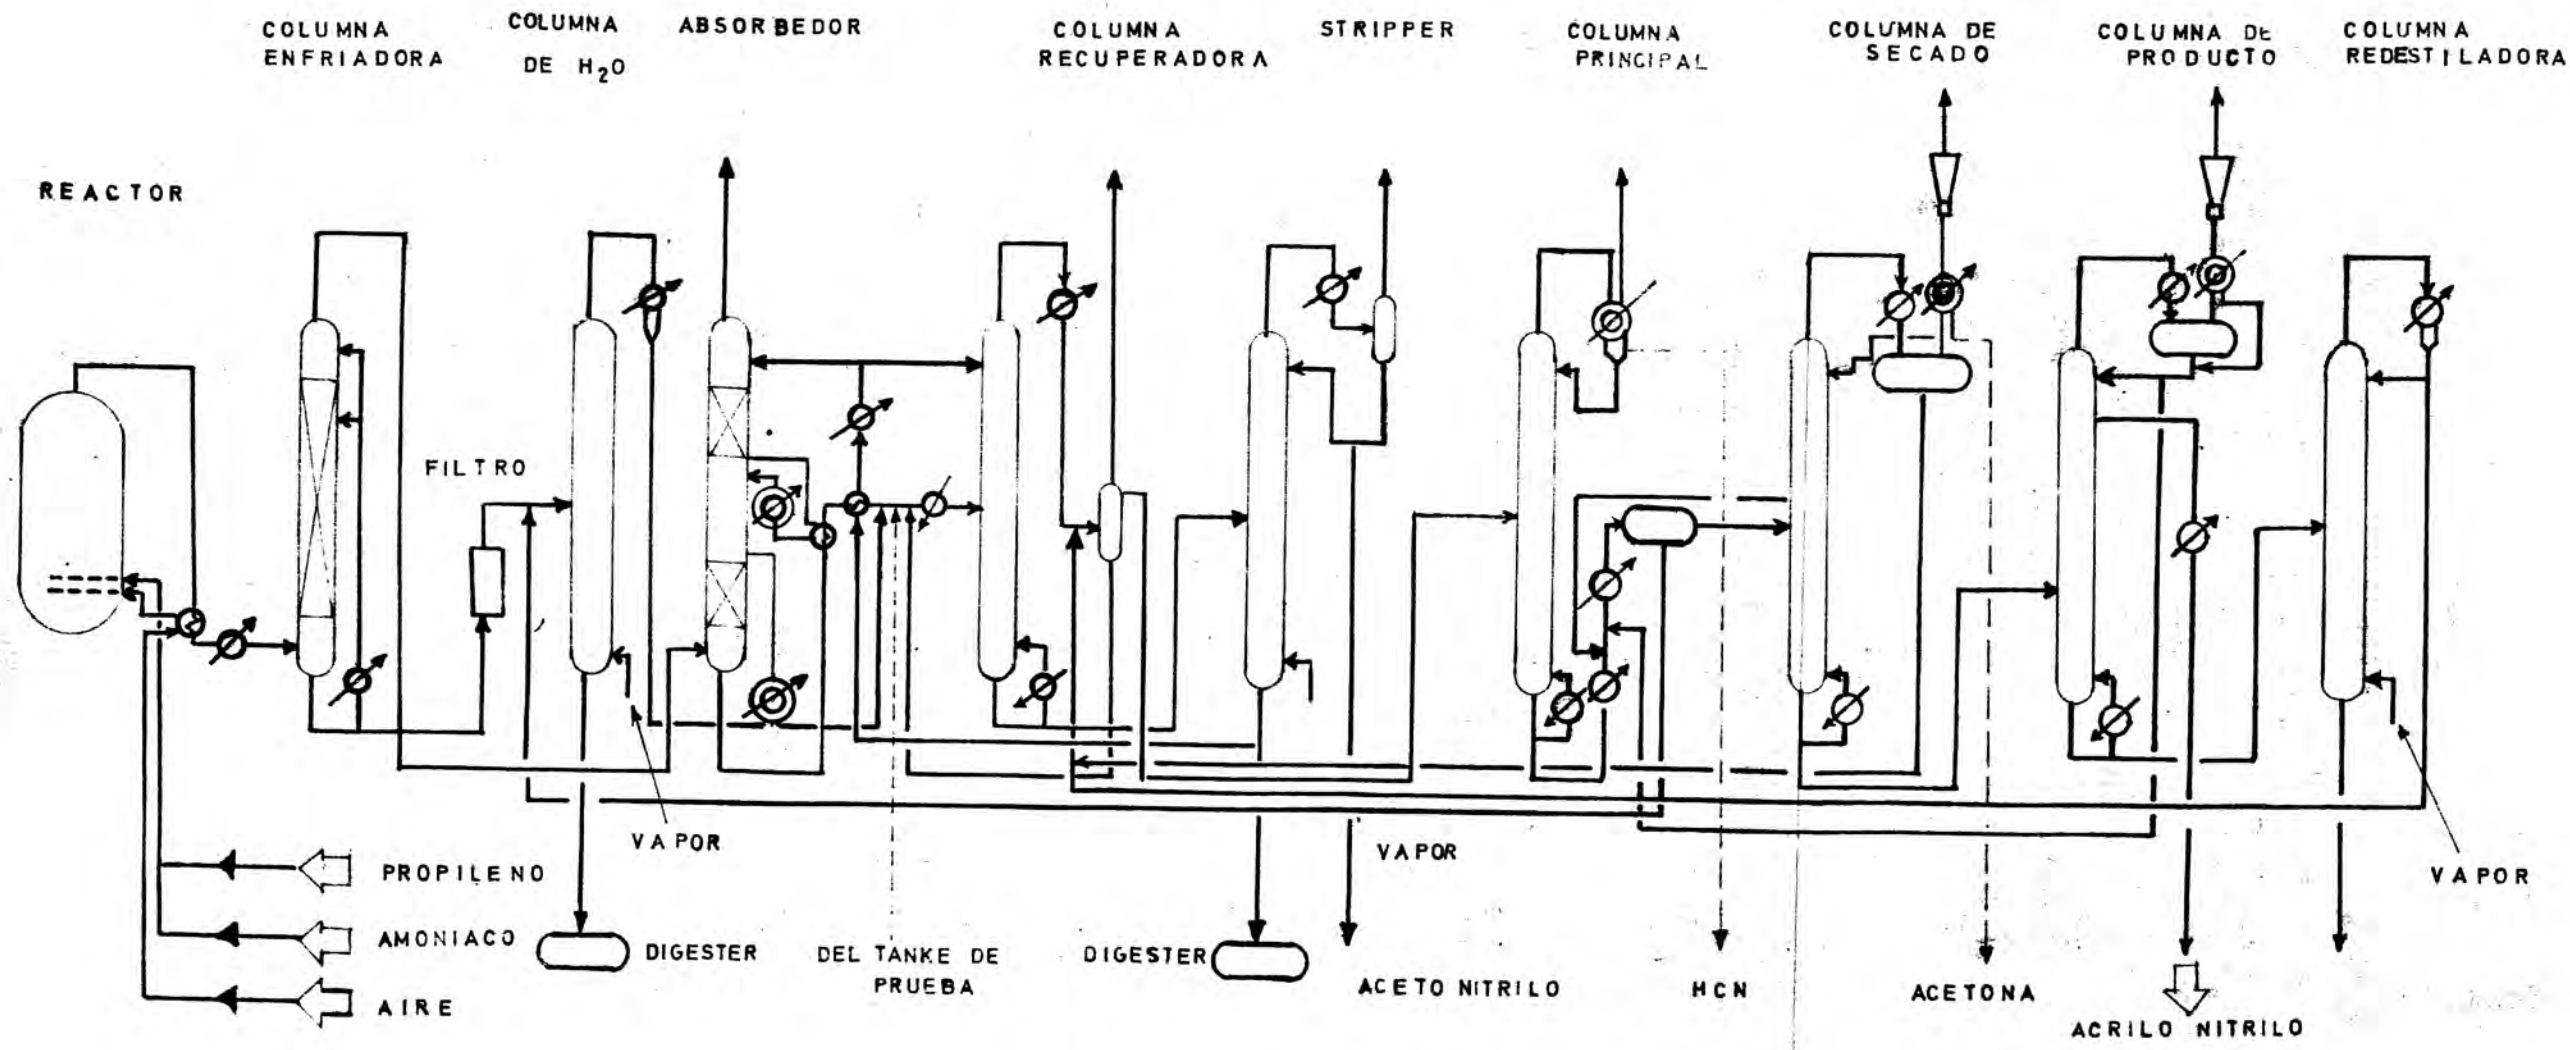 COLUMNA
ENFRIADORA
COLUMNA
DE H₂O
ABSORBEDOR
COLUMNA
RECUPERADORA
STRIPPER
COLUMNA
PRINCIPAL
COLUMNA DE
SECADO
COLUMNA DE
PRODUCTO
COLUMNA
REDESTILADORA
REACTOR
FILTRO
VAPOR
VAPOR
VAPOR
PROPILENO
AMONIACO
AIRE
DIGESTER
DEL TANKE DE
PRUEBA
DIGESTER
ACETO NITRILO
HCN
ACETONA
ACRILO NITRILO